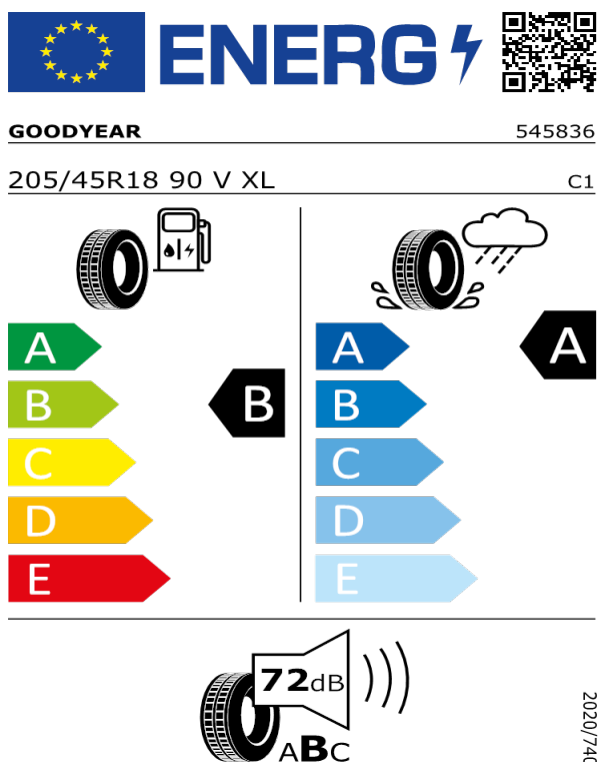 ENERG
GOODYEAR 545836
205/45R18 90 V XL C1
A A A
B B B
C C
D D
E E
72dB
ABC
2020/740